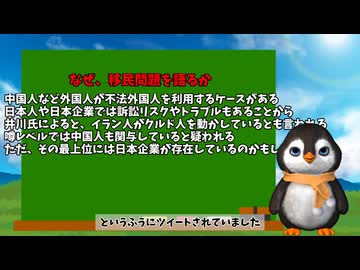 なぜ、移民問題を語るか
中国人など外国人が不法外国人を利用するケースがある
日本人や日本企業では訴訟リスクやトラブルもあることから
井川氏によると、イラン人がクルド人を動かしているとも言われる
噂レベルでは中国人も関与していると疑われる
ただ、その最上位には日本企業が存在しているのかもし
というふうにツイートされていました